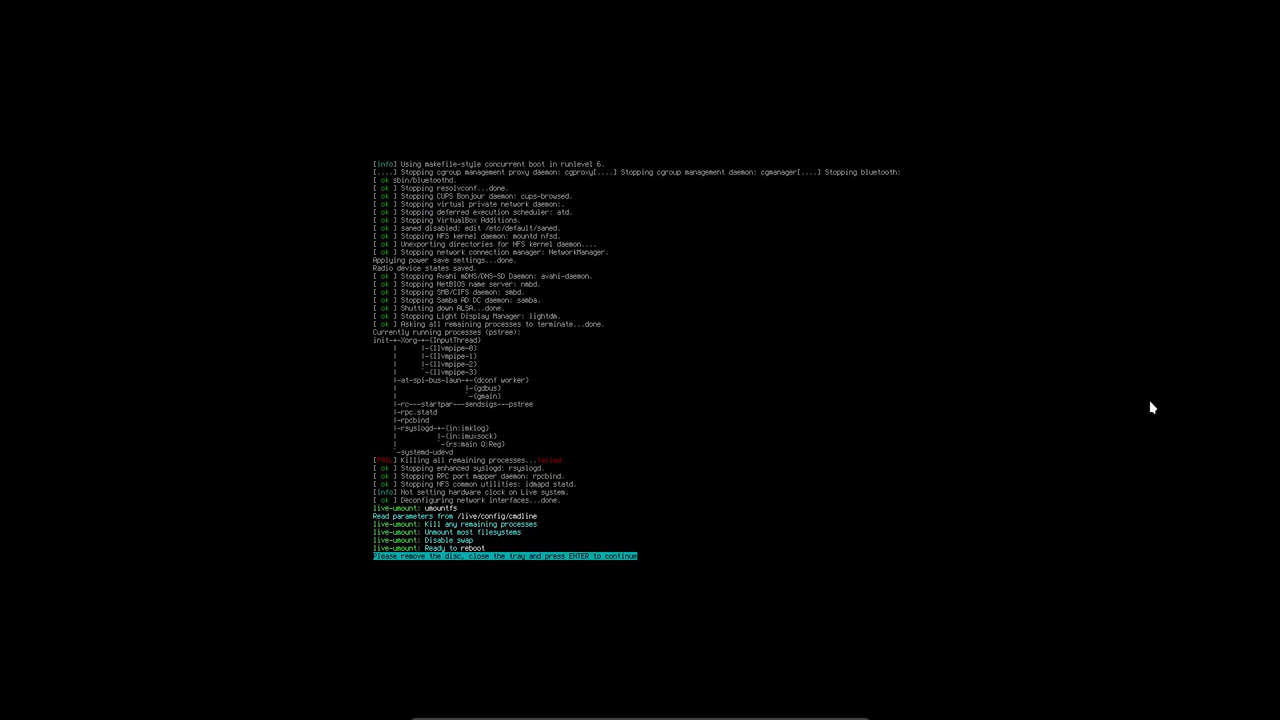 [info] Using makefile-style concurrent boot in runlevel 6.
[....] Stopping cgroup management proxy daemon: cgproxy[....] Stopping cgroup management daemon: cgmanager[....] Stopping bluetooth:
[ ok sbin/bluetoothd.
[ ok ] Stopping resolvconf...done.
[ ok ] Stopping CUPS Bonjour daemon: cups-browsed.
[ ok ] Stopping virtual private network daemon:.
[ ok ] Stopping deferred execution scheduler: atd.
[ ok ] Stopping VirtualBox Additions.
[ ok ] saned disabled; edit /etc/default/saned.
[ ok ] Stopping NFS kernel daemon: mountd nfsd.
[ ok ] Unexporting directories for NFS kernel daemon....
[ ok ] Stopping network connection manager: NetworkManager.
Applying power save settings...done.
Radio device states saved.
[ ok ] Stopping Avahi mDNS/DNS-SD Daemon: avahi-daemon.
[ ok ] Stopping NetBIOS name server: nmbd.
[ ok ] Stopping SMB/CIFS daemon: smbd.
[ ok ] Stopping Samba AD DC daemon: samba.
[ ok ] Shutting down ALSA...done.
[ ok ] Stopping Light Display Manager: lightdm.
[ ok ] Asking all remaining processes to terminate...done.
Currently running processes (pstree):
init-+-Xorg-+-(InputThread)
     |      |-(llvmpipe-0)
     |      |-(llvmpipe-1)
     |      |-(llvmpipe-2)
     |      `-(llvmpipe-3)
     |-at-spi-bus-laun-+-(dconf worker)
     |                 |-(gdbus)
     |                 `-(gmain)
     |-rc---startpar---sendsigs---pstree
     |-rpc.statd
     |-rpcbind
     |-rsyslogd-+-(in:imklog)
     |          |-(in:imuxsock)
     |          `-(rs:main Q:Reg)
     `-systemd-udevd
[FAIL] Killing all remaining processes...failed.
[ ok ] Stopping enhanced syslog: rsyslogd.
[ ok ] Stopping RPC port mapper daemon: rpcbind.
[ ok ] Stopping NFS common utilities: idmapd statd.
[info] Not setting hardware clock on Live system.
[ ok ] Deconfiguring network interfaces...done.
live-umount: umountfs
Read parameters from /live/config/cmdline
live-umount: Kill any remaining processes
live-umount: Unmount most filesystems
live-umount: Disable swap
live-umount: Ready to reboot
Please remove the disc, close the tray and press ENTER to continue